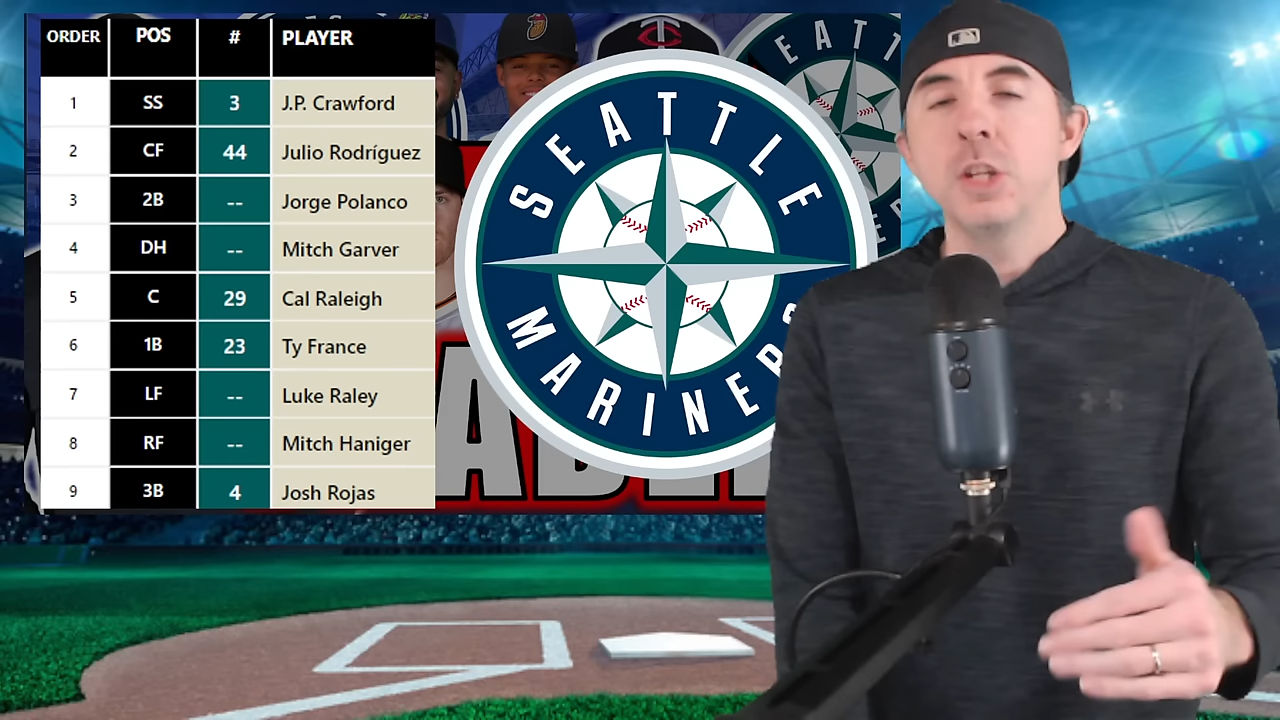 ORDER POS # PLAYER
1 SS 3 J.P. Crawford
2 CF 44 Julio Rodríguez
3 2B -- Jorge Polanco
4 DH -- Mitch Garver
5 C 29 Cal Raleigh
6 1B 23 Ty France
7 LF -- Luke Raley
8 RF -- Mitch Haniger
9 3B 4 Josh Rojas
SEATTLE
MARINER
SEATT